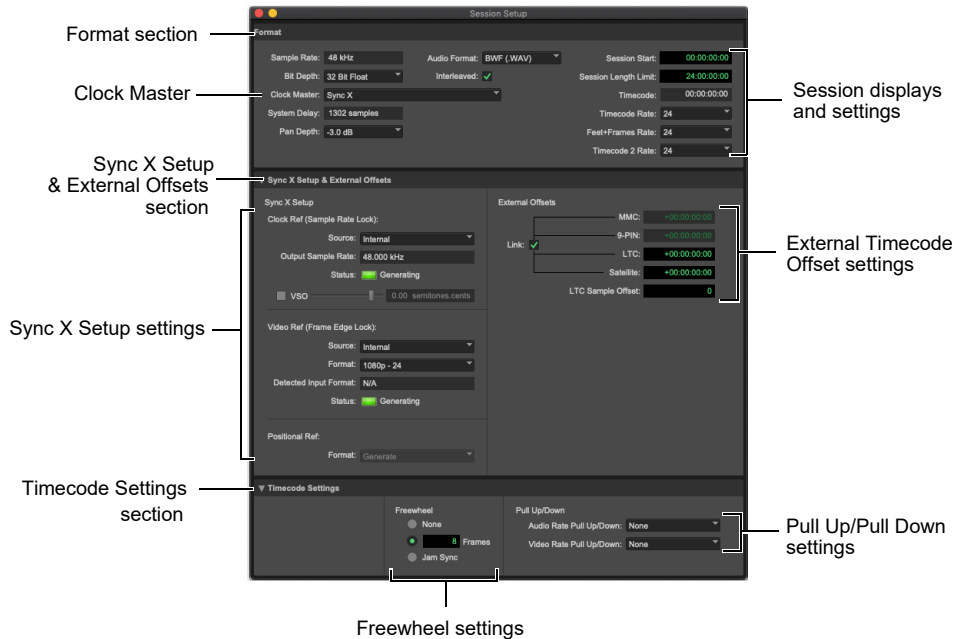 Session Setup
Format section
Format
Sample Rate: 48 kHz
Audio Format: BWF (.WAV)
Session Start: 00:00:00:00
Bit Depth: 32 Bit Float
Interleaved:
Session Length Limit: 24:00:00:00
Clock Master
Clock Master: Sync X
Timecode: 00:00:00:00
Session displays
and settings
System Delay: 1302 samples
Timecode Rate: 24
Pan Depth: -3.0 dB
Feet+Frames Rate: 24
Timecode 2 Rate: 24
Sync X Setup
& External Offsets
section
Sync X Setup & External Offsets
Sync X Setup
Clock Ref (Sample Rate Lock):
Source: Internal
Output Sample Rate: 48.000 kHz
Status: Generating
VSO 0.00 semitones.cents
External Offsets
MMC: +00:00:00:00
9-PIN: +00:00:00:00
Link:
LTC: +00:00:00:00
Satellite: +00:00:00:00
LTC Sample Offset: 0
External Timecode
Offset settings
Sync X Setup settings
Video Ref (Frame Edge Lock):
Source: Internal
Format: 1080p - 24
Detected Input Format: N/A
Status: Generating
Positional Ref:
Format: Generate
Timecode Settings
section
Timecode Settings
Freewheel
None
8 Frames
Jam Sync
Pull Up/Down
Audio Rate Pull Up/Down: None
Video Rate Pull Up/Down: None
Pull Up/Pull Down
settings
Freewheel settings